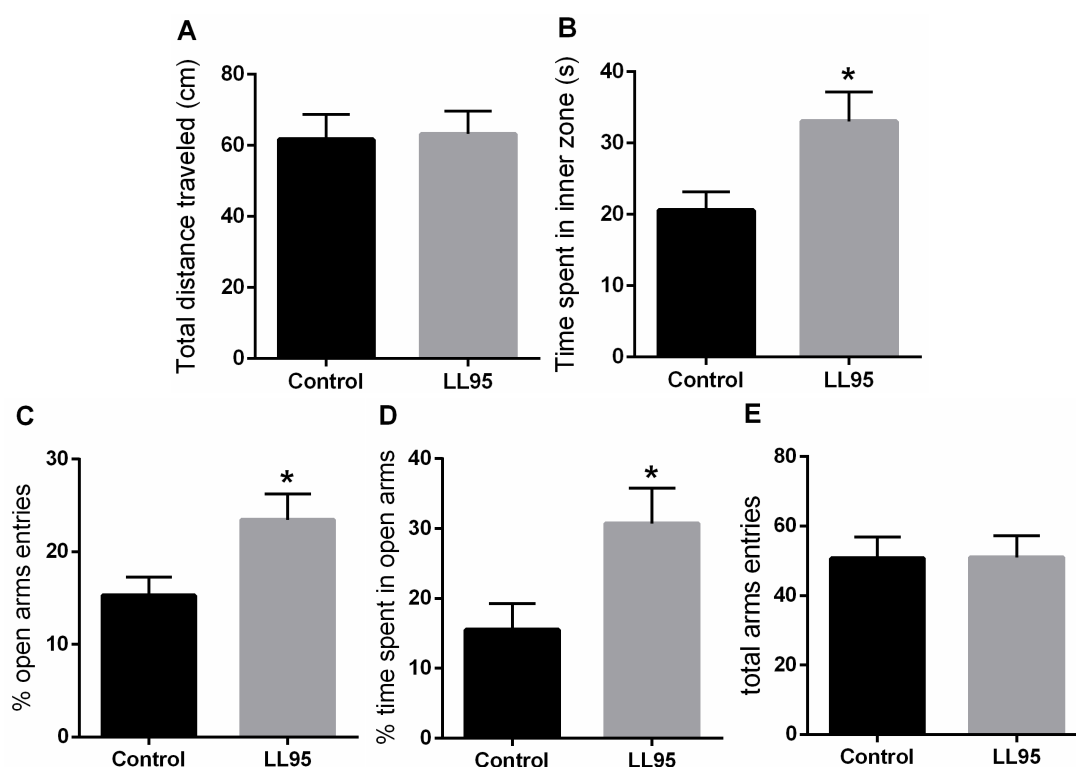 A
Total distance traveled (cm)
80
60
40
20
0
Control LL95
B
Time spent in inner zone (s)
40
30
20
10
0
*
Control LL95
C
% open arms entries
30
20
10
0
*
Control LL95
D
% time spent in open arms
40
30
20
10
0
*
Control LL95
E
total arms entries
80
60
40
20
0
Control LL95